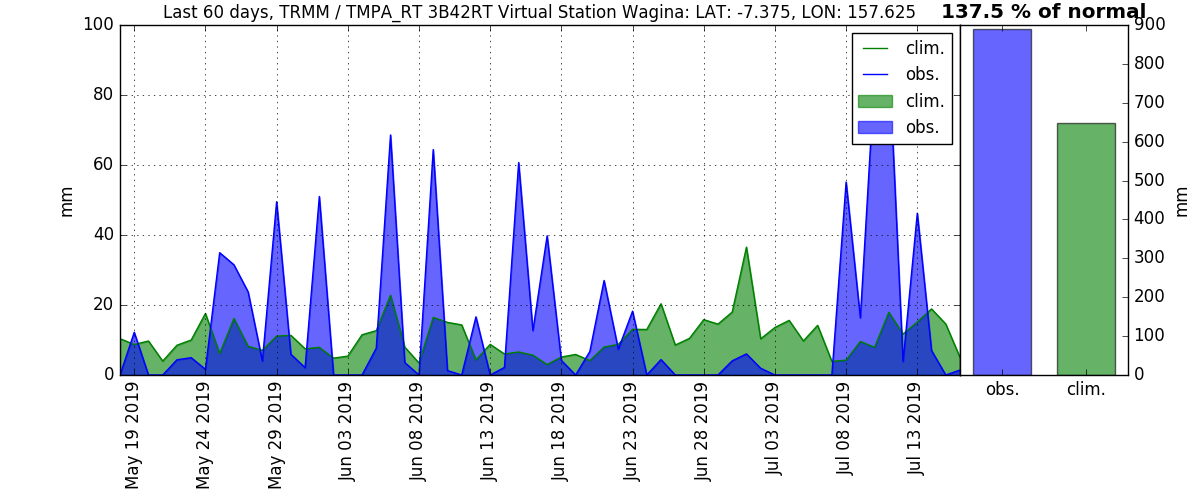 Last 60 days, TRMM / TMPA_RT 3B42RT Virtual Station Wagina: LAT: -7.375, LON: 157.625
137.5 % of normal
100
80
60
40
20
0
mm
clim.
obs.
clim.
obs.
May 19 2019
May 24 2019
May 29 2019
Jun 03 2019
Jun 08 2019
Jun 13 2019
Jun 18 2019
Jun 23 2019
Jun 28 2019
Jul 03 2019
Jul 08 2019
Jul 13 2019
900
800
700
600
500
400
300
200
100
0
mm
obs. clim.